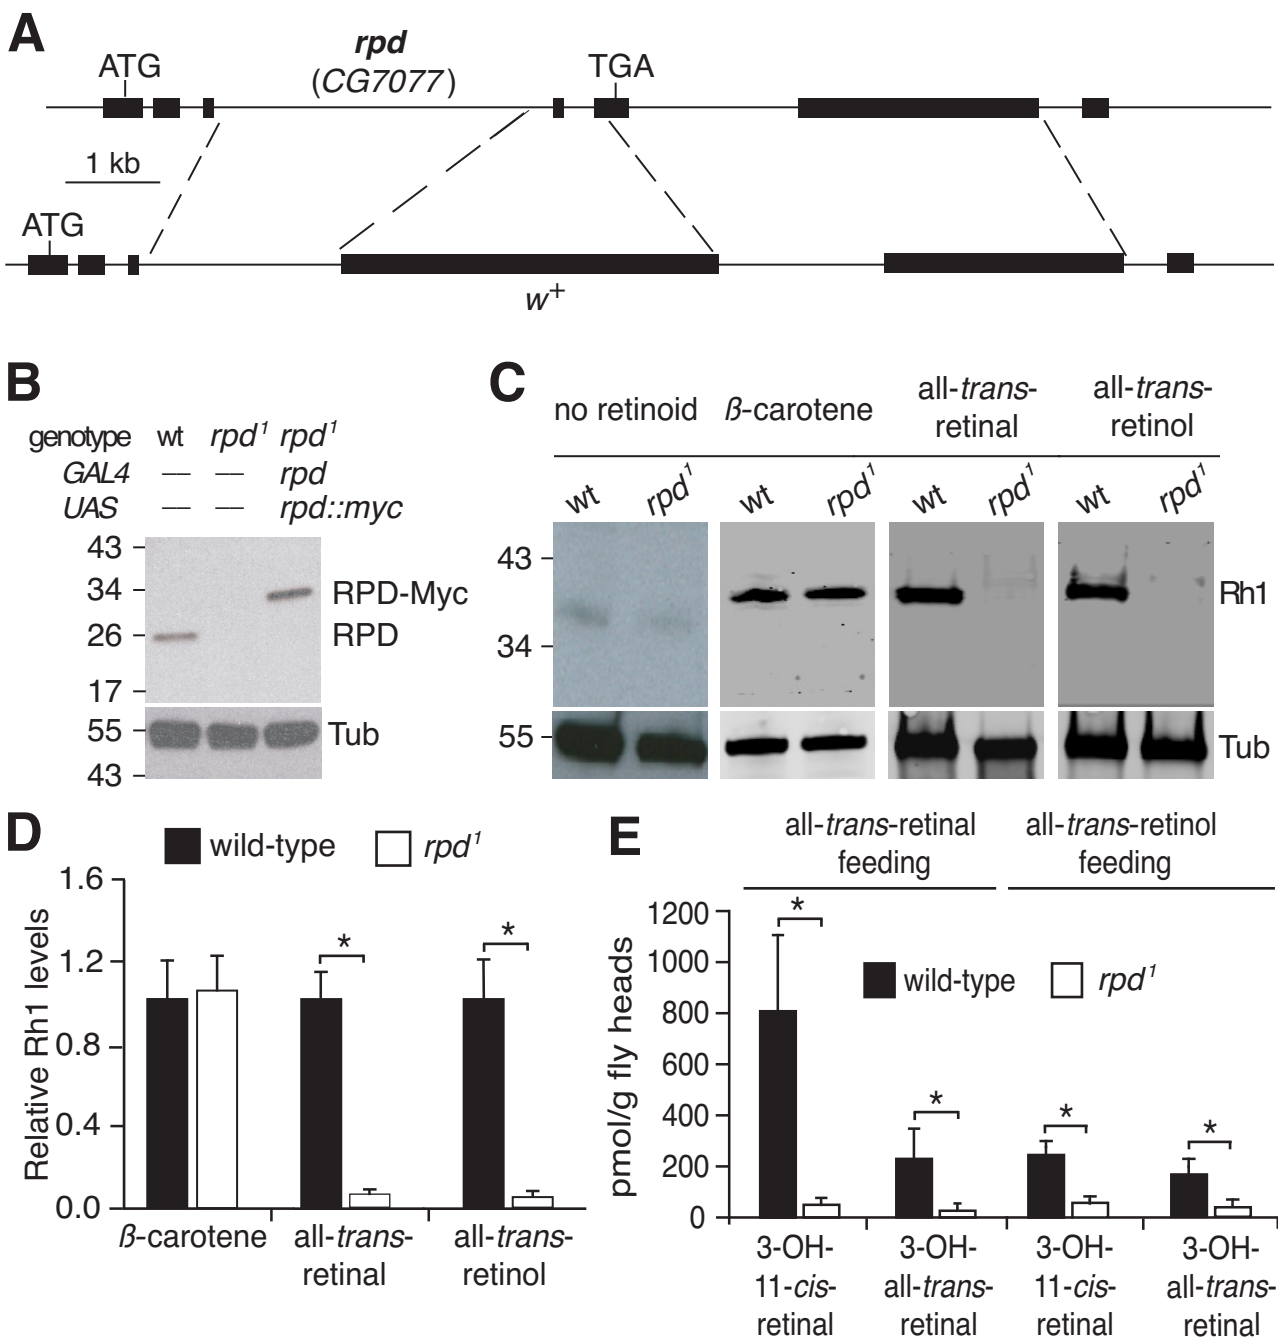 A
rpd
(CG7077)
ATG
TGA
1 kb
ATG
w+
B
genotype wt rpd1 rpd1
GAL4 — — rpd
UAS — — rpd::myc
43
34
26
17
55
43
RPD-Myc
RPD
Tub
C
no retinoid
ß-carotene
all-trans-
retinal
all-trans-
retinol
wt rpd1 wt rpd1 wt rpd1 wt rpd1
43
34
55
Rh1
Tub
D
wild-type
rpd1
Relative Rh1 levels
1.6
1.2
0.8
0.4
0.0
*
*
ß-carotene
all-trans-
retinal
all-trans-
retinol
E
all-trans-retinal
feeding
all-trans-retinol
feeding
wild-type
rpd1
pmol/g fly heads
1200
1000
800
600
400
200
0
*
*
*
*
3-OH-
11-cis-
retinal
3-OH-
all-trans-
retinal
3-OH-
11-cis-
retinal
3-OH-
all-trans-
retinal